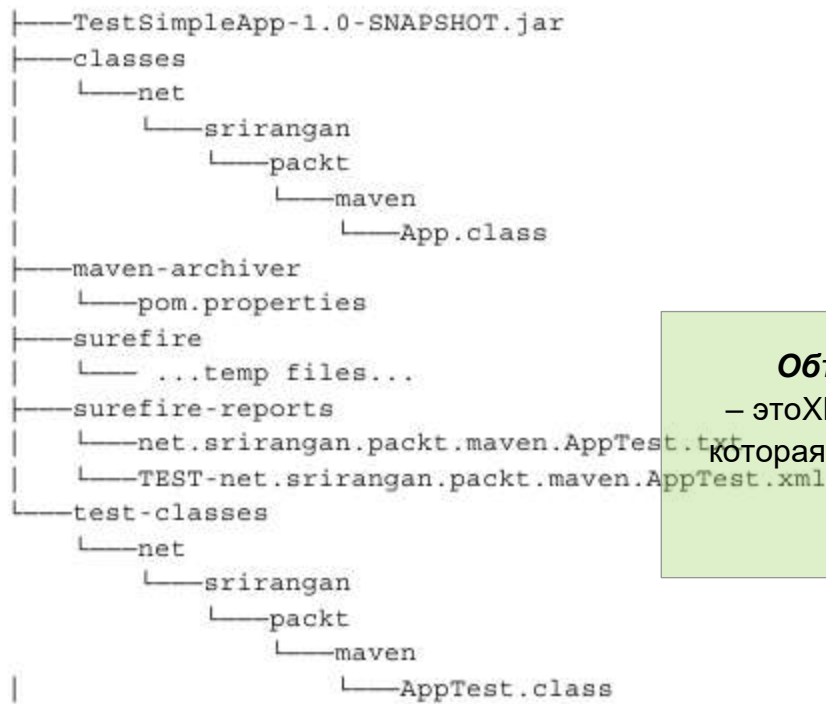 ├───TestSimpleApp-1.0-SNAPSHOT.jar
├───classes
│   └───net
│       └───srirangan
│           └───packt
│               └───maven
│                   └───App.class
├───maven-archiver
│   └───pom.properties
├───surefire
│   └─── ...temp files...
├───surefire-reports
│   └───net.srirangan.packt.maven.AppTest.txt
│   └───TEST-net.srirangan.packt.maven.AppTest.xml
└───test-classes
    └───net
        └───srirangan
            └───packt
                └───maven
│                   └───AppTest.class
– это
которая